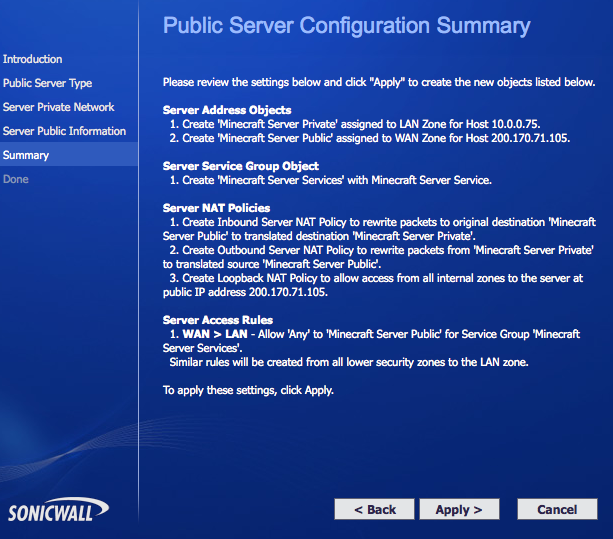 Public Server Configuration Summary
Introduction
Public Server Type
Server Private Network
Server Public Information
Summary
Done
Please review the settings below and click "Apply" to create the new objects listed below.
Server Address Objects
1. Create 'Minecraft Server Private' assigned to LAN Zone for Host 10.0.0.75.
2. Create 'Minecraft Server Public' assigned to WAN Zone for Host 200.170.71.105.
Server Service Group Object
1. Create 'Minecraft Server Services' with Minecraft Server Service.
Server NAT Policies
1. Create Inbound Server NAT Policy to rewrite packets to original destination 'Minecraft
Server Public' to translated destination 'Minecraft Server Private'.
2. Create Outbound Server NAT Policy to rewrite packets from 'Minecraft Server Private'
to translated source 'Minecraft Server Public'.
3. Create Loopback NAT Policy to allow access from all internal zones to the server at
public IP address 200.170.71.105.
Server Access Rules
1. WAN > LAN - Allow 'Any' to 'Minecraft Server Public' for Service Group 'Minecraft
Server Services'.
Similar rules will be created from all lower security zones to the LAN zone.
To apply these settings, click Apply.
SONICWALL
< Back
Apply >
Cancel